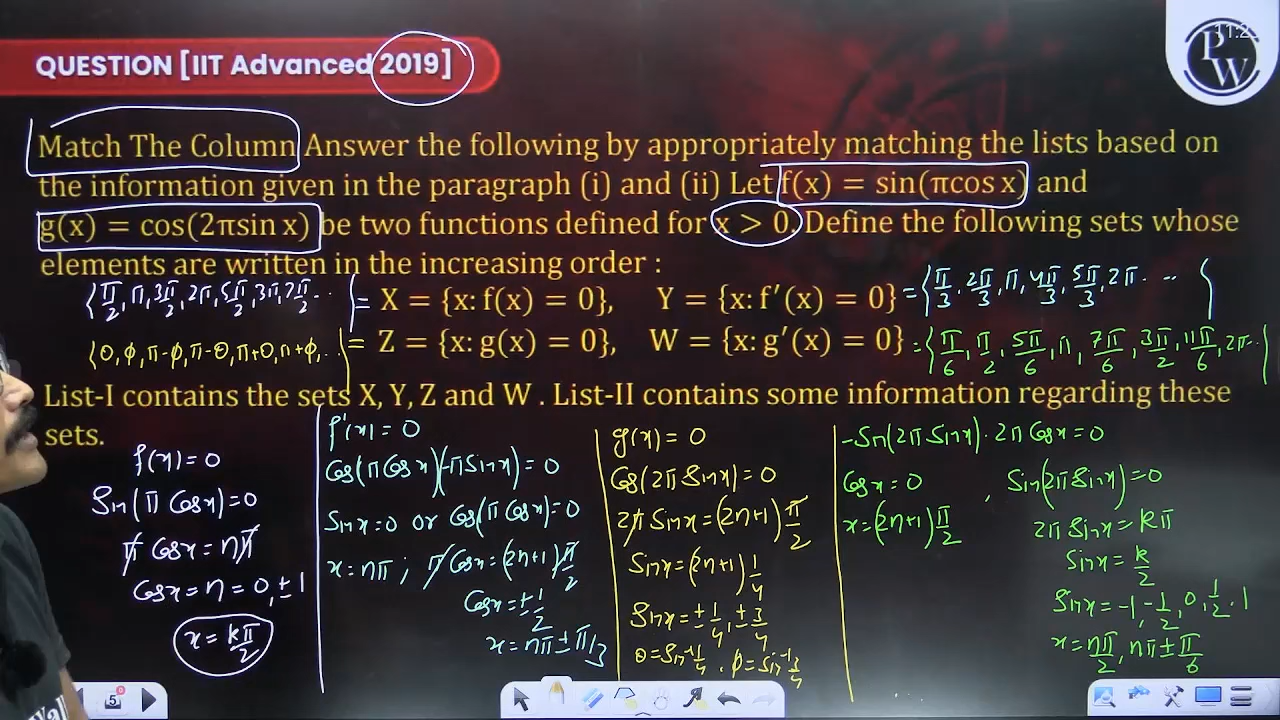 QUESTION [IIT Advanced 2019]
PW
Match The Column Answer the following by appropriately matching the lists based on
the information given in the paragraph (i) and (ii) Let f(x) = sin(πcos x) and
g(x) = cos(2πsin x) be two functions defined for x > 0. Define the following sets whose
elements are written in the increasing order :
{π/2, π, 3π/2, 2π, 5π/2, 3π, 7π/2 ... } = X = {x: f(x) = 0}, Y = {x: f′(x) = 0} = {π/3, 2π/3, π, 4π/3, 5π/3, 2π ... }
{θ, φ, π-φ, π-θ, π+θ, π+φ, ... } = Z = {x: g(x) = 0}, W = {x: g′(x) = 0} = {π/6, π/2, 5π/6, π, 7π/6, 3π/2, 11π/6, 2π ... }
List-I contains the sets X, Y, Z and W . List-II contains some information regarding these
sets.
f(x) = 0
Sin(π Cos x) = 0
π Cos x = nπ
Cos x = n = 0, ±1
x = kπ/2
f'(x) = 0
Cos(π Cos x)(-π Sin x) = 0
Sin x = 0 or Cos(π Cos x) = 0
x = nπ ; π Cos x = (2n+1) π/2
Cos x = ±1/2
x = nπ ± π/3
g(x) = 0
Cos(2π Sin x) = 0
2π Sin x = (2n+1) π/2
Sin x = (2n+1) 1/4
Sin x = ±1/4, ±3/4
θ = Sin⁻¹ 1/4 , φ = Sin⁻¹ 3/4
-Sin(2π Sin x) · 2π Cos x = 0
Cos x = 0 , Sin(2π Sin x) = 0
x = (2n+1) π/2
2π Sin x = kπ
Sin x = k/2
Sin x = -1, -1/2, 0, 1/2, 1
x = nπ/2, nπ ± π/6
5